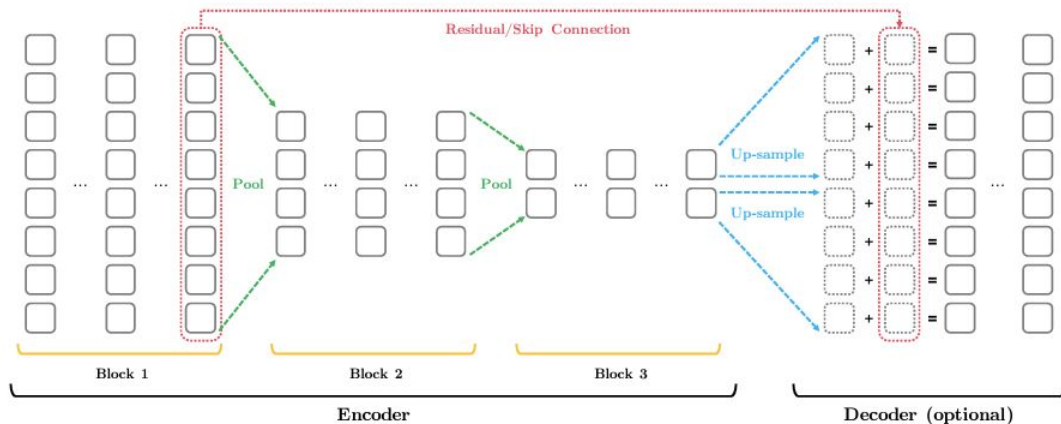 Residual/Skip Connection
+ =
+ =
+ =
Up-sample
+ =
... ... Pool ... ... Pool ... ... ...
+ =
Up-sample
+ =
+ =
+ =
Block 1 Block 2 Block 3
Encoder Decoder (optional)